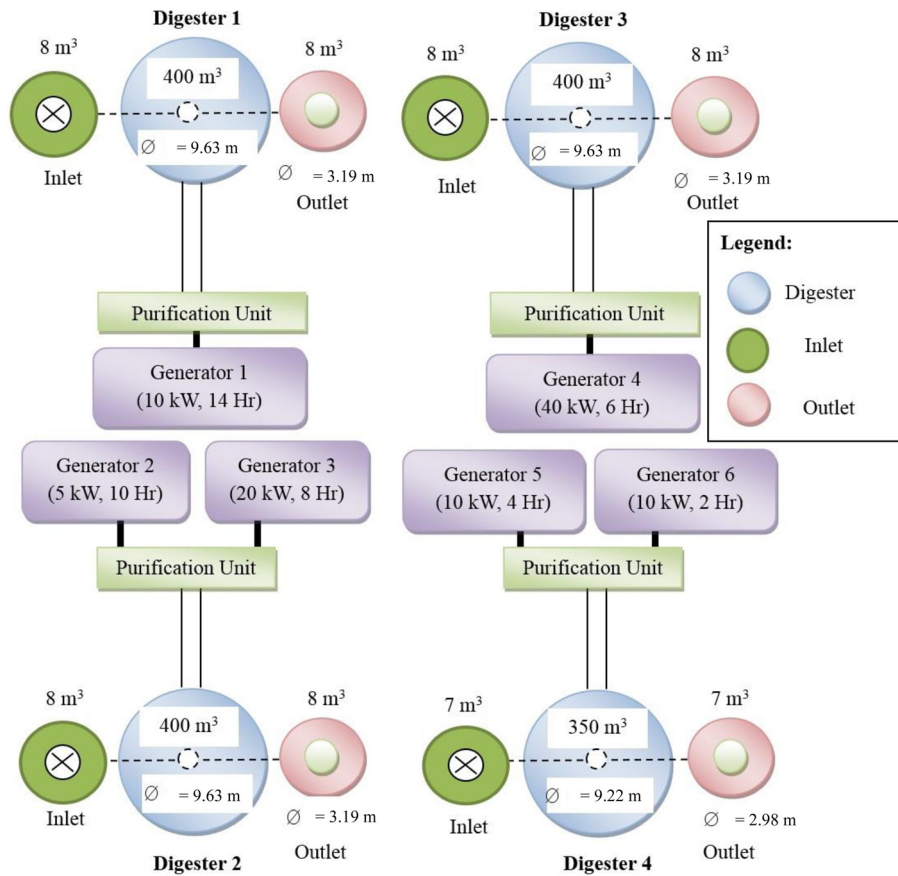 Digester 1
8 m³
8 m³
400 m³
Ø = 9.63 m
Inlet
Ø = 3.19 m
Outlet
Purification Unit
Generator 1
(10 kW, 14 Hr)
Digester 3
8 m³
8 m³
400 m³
Ø = 9.63 m
Inlet
Ø = 3.19 m
Outlet
Purification Unit
Generator 4
(40 kW, 6 Hr)
Legend:
Digester
Inlet
Outlet
Generator 2
(5 kW, 10 Hr)
Generator 3
(20 kW, 8 Hr)
Purification Unit
8 m³
8 m³
400 m³
Ø = 9.63 m
Inlet
Ø = 3.19 m
Outlet
Digester 2
Generator 5
(10 kW, 4 Hr)
Generator 6
(10 kW, 2 Hr)
Purification Unit
7 m³
7 m³
350 m³
Ø = 9.22 m
Inlet
Ø = 2.98 m
Outlet
Digester 4